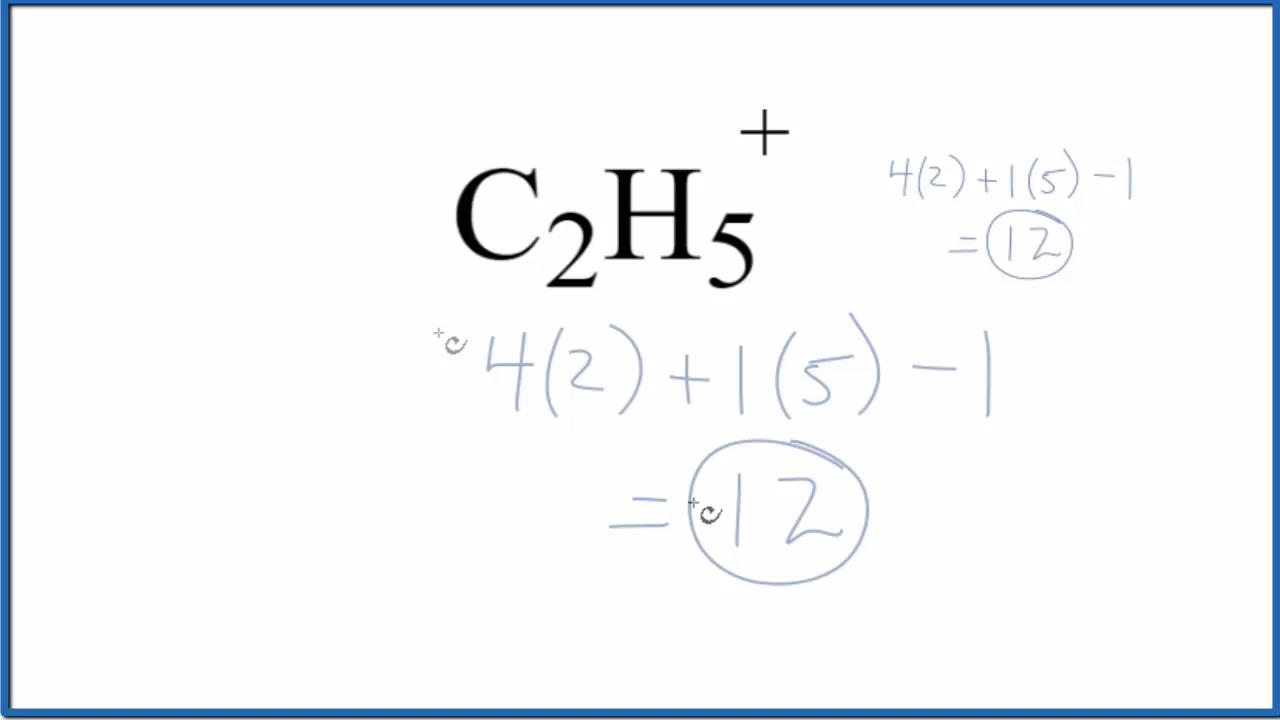 C₂H₅⁺
4(2) + 1(5) - 1
= 12
4(2) + 1(5) - 1
= 12